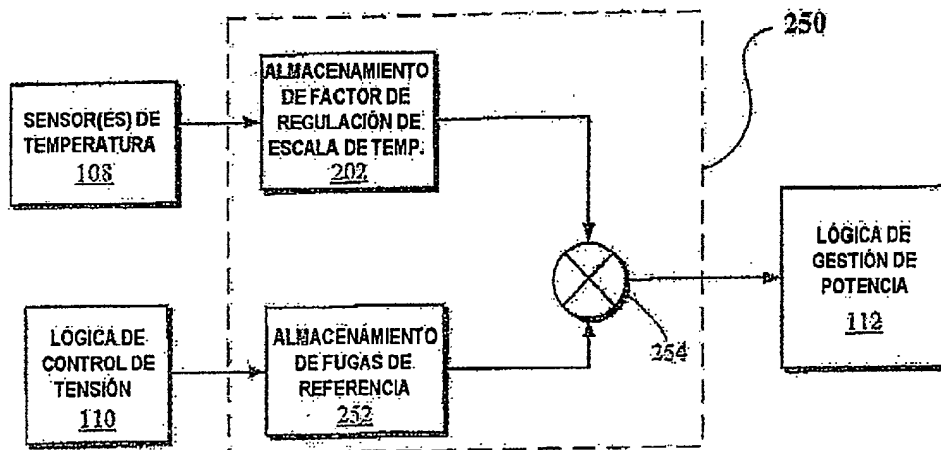 250
SENSOR(ES) DE
TEMPERATURA
108
ALMACENAMIENTO
DE FACTOR DE
REGULACIÓN DE
ESCALA DE TEMP.
202
LÓGICA DE
GESTIÓN DE
POTENCIA
112
254
LÓGICA DE
CONTROL DE
TENSIÓN
110
ALMACENAMIENTO
DE FUGAS DE
REFERENCIA
252